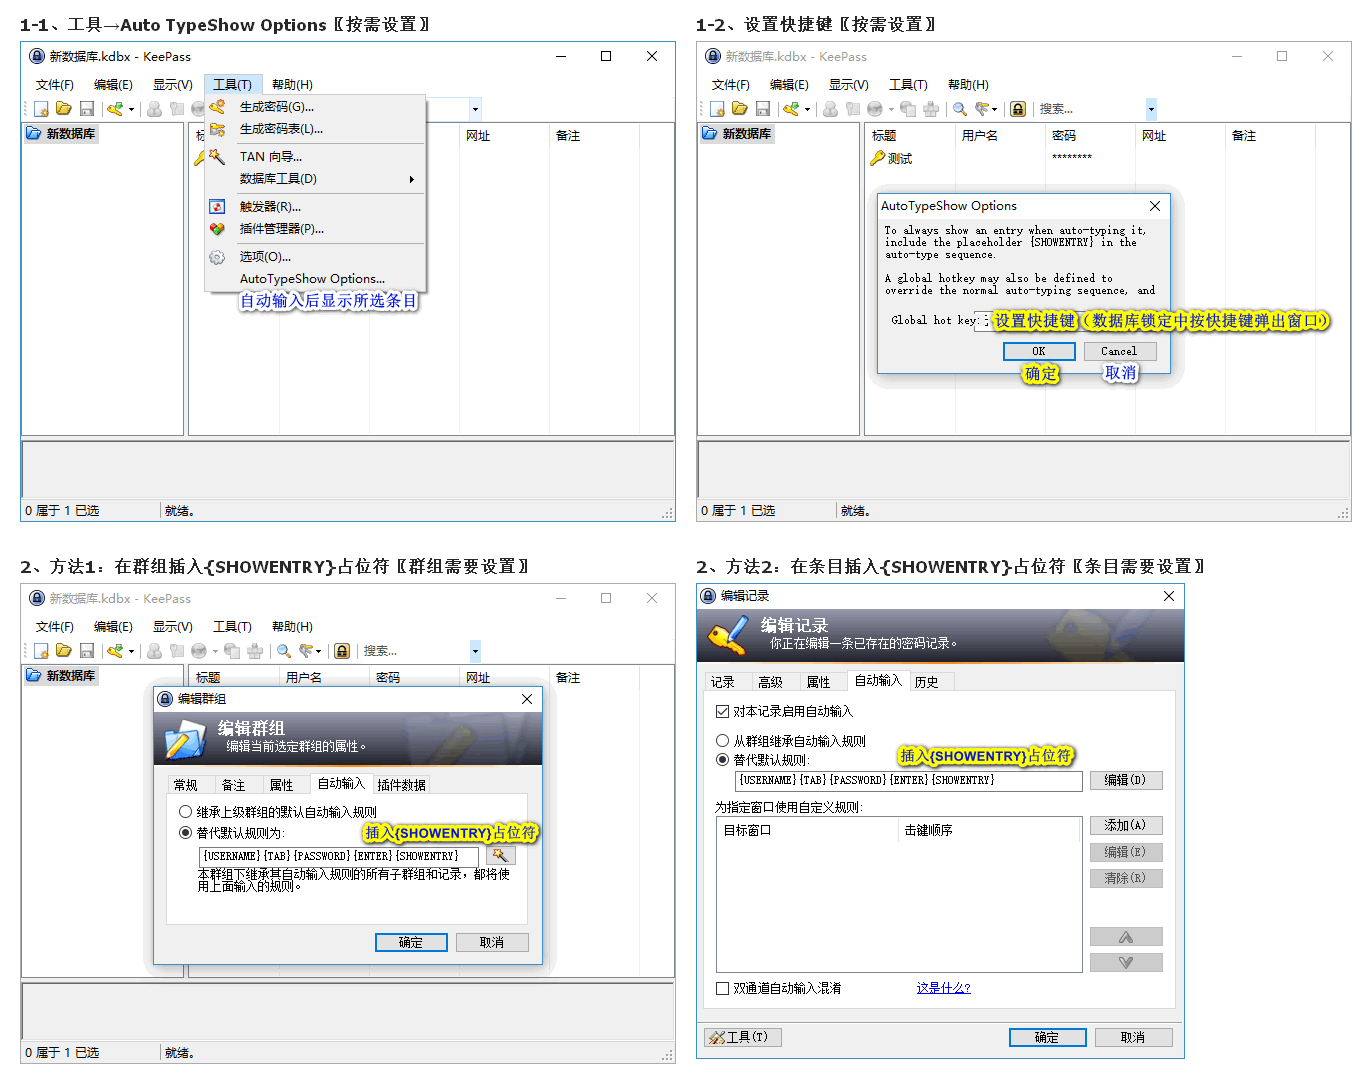 1-1、工具→Auto TypeShow Options〖按需设置〗
新数据库.kdbx - KeePass
文件(F) 编辑(E) 显示(V) 工具(T) 帮助(H)
生成密码(G)...
生成密码表(L)...
TAN 向导...
数据库工具(D)
触发器(R)...
插件管理器(P)...
选项(O)...
AutoTypeShow Options...
自动输入后显示所选条目
新数据库
网址 备注
0 属于 1 已选 就绪。
1-2、设置快捷键〖按需设置〗
新数据库.kdbx - KeePass
文件(F) 编辑(E) 显示(V) 工具(T) 帮助(H)
搜索...
新数据库
标题 用户名 密码 网址 备注
测试 ********
AutoTypeShow Options
To always show an entry when auto-typing it,
include the placeholder {SHOWENTRY} in the
auto-type sequence.
A global hotkey may also be defined to
override the normal auto-typing sequence, and
Global hot key:
设置快捷键（数据库锁定中按快捷键弹出窗口）
OK Cancel
确定 取消
0 属于 1 已选 就绪。
2、方法1：在群组插入{SHOWENTRY}占位符〖群组需要设置〗
新数据库.kdbx - KeePass
文件(F) 编辑(E) 显示(V) 工具(T) 帮助(H)
搜索...
新数据库
标题 用户名 密码 网址 备注
编辑群组
编辑群组
编辑当前选定群组的属性。
常规 备注 属性 自动输入 插件数据
继承上级群组的默认自动输入规则
替代默认规则为:
插入{SHOWENTRY}占位符
{USERNAME}{TAB}{PASSWORD}{ENTER}{SHOWENTRY}
本群组下继承其自动输入规则的所有子群组和记录，都将使
用上面输入的规则。
确定 取消
0 属于 1 已选 就绪。
2、方法2：在条目插入{SHOWENTRY}占位符〖条目需要设置〗
编辑记录
编辑记录
你正在编辑一条已存在的密码记录。
记录 高级 属性 自动输入 历史
对本记录启用自动输入
从群组继承自动输入规则
替代默认规则:
插入{SHOWENTRY}占位符
{USERNAME}{TAB}{PASSWORD}{ENTER}{SHOWENTRY}
编辑(D)
为指定窗口使用自定义规则:
目标窗口 击键顺序
添加(A)
编辑(E)
清除(R)
双通道自动输入混淆 这是什么?
工具(T) 确定 取消